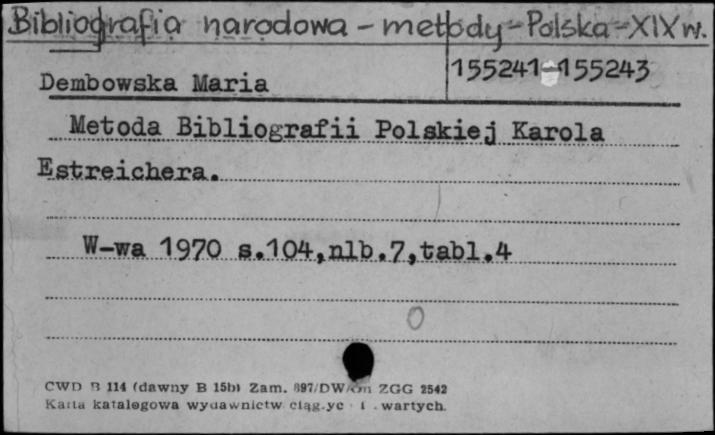 Bibliografia narodowa - metody - Polska - XIX w.
155241-155243
Dembowska Maria
Metoda Bibliografii Polskiej Karola
Estreichera.
W-wa 1970 s.104,nlb.7,tabl.4
0
CWD B 114 (dawny B 15b) Zam. 897/DW/ ZGG 2542
Karta katalogowa wydawnictw ciąg.yc i .wartych.